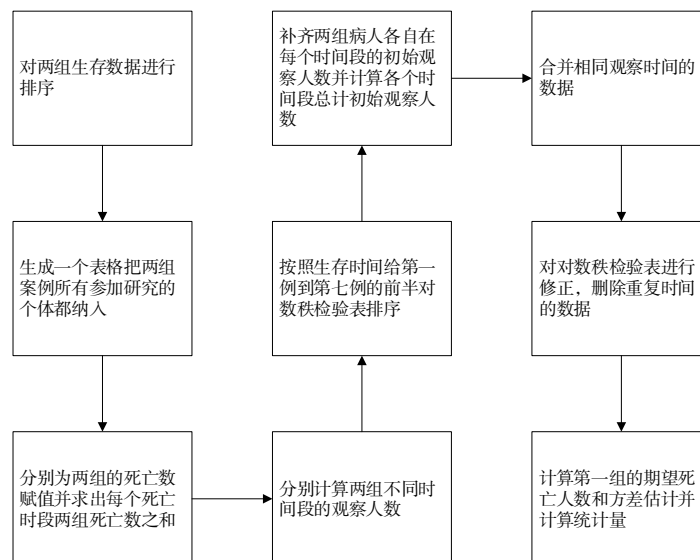 对两组生存数据进行
排序
生成一个表格把两组
案例所有参加研究的
个体都纳入
分别为两组的死亡数
赋值并求出每个死亡
时段两组死亡数之和
分别计算两组不同时
间段的观察人数
按照生存时间给第一
例到第七例的前半对
数秩检验表排序
补齐两组病人各自在
每个时间段的初始观
察人数并计算各个时
间段总计初始观察人
数
合并相同观察时间的
数据
对对数秩检验表进行
修正，删除重复时间
的数据
计算第一组的期望死
亡人数和方差估计并
计算统计量